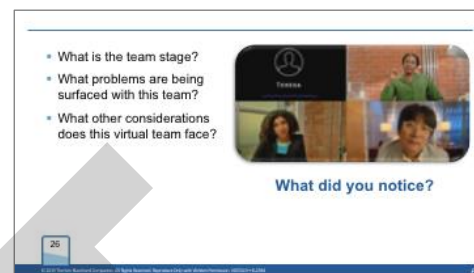 What is the team stage?
What problems are being
surfaced with this team?
What other considerations
does this virtual team face?
TERESA
What did you notice?
26